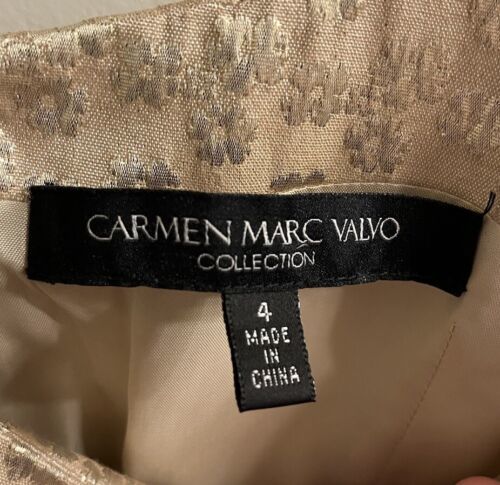 CARMEN MARC VALVO
COLLECTION
4
MADE
IN
CHINA